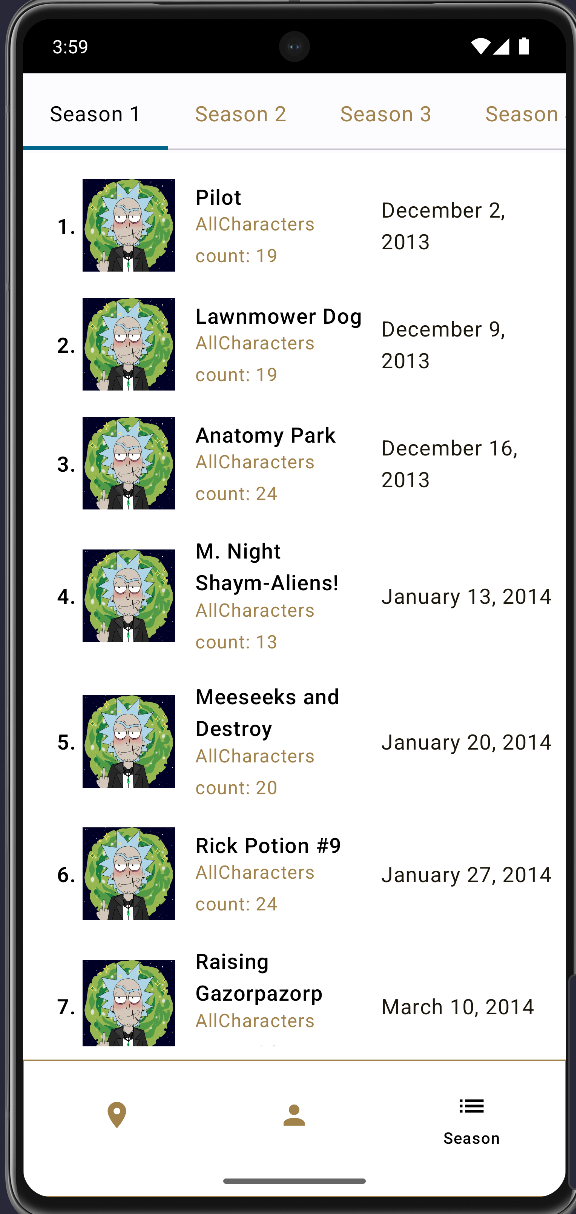 3:59
Season 1 Season 2 Season 3 Season
1. Pilot
AllCharacters
count: 19
December 2,
2013
2. Lawnmower Dog
AllCharacters
count: 19
December 9,
2013
3. Anatomy Park
AllCharacters
count: 24
December 16,
2013
4. M. Night
Shaym-Aliens!
AllCharacters
count: 13
January 13, 2014
5. Meeseeks and
Destroy
AllCharacters
count: 20
January 20, 2014
6. Rick Potion #9
AllCharacters
count: 24
January 27, 2014
7. Raising
Gazorpazorp
AllCharacters
March 10, 2014
Season